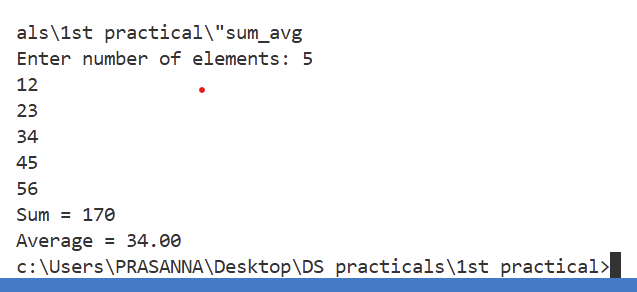 als\1st practical\"sum_avg
Enter number of elements: 5
12
23
34
45
56
Sum = 170
Average = 34.00
c:\Users\PRASANNA\Desktop\DS practicals\1st practical>